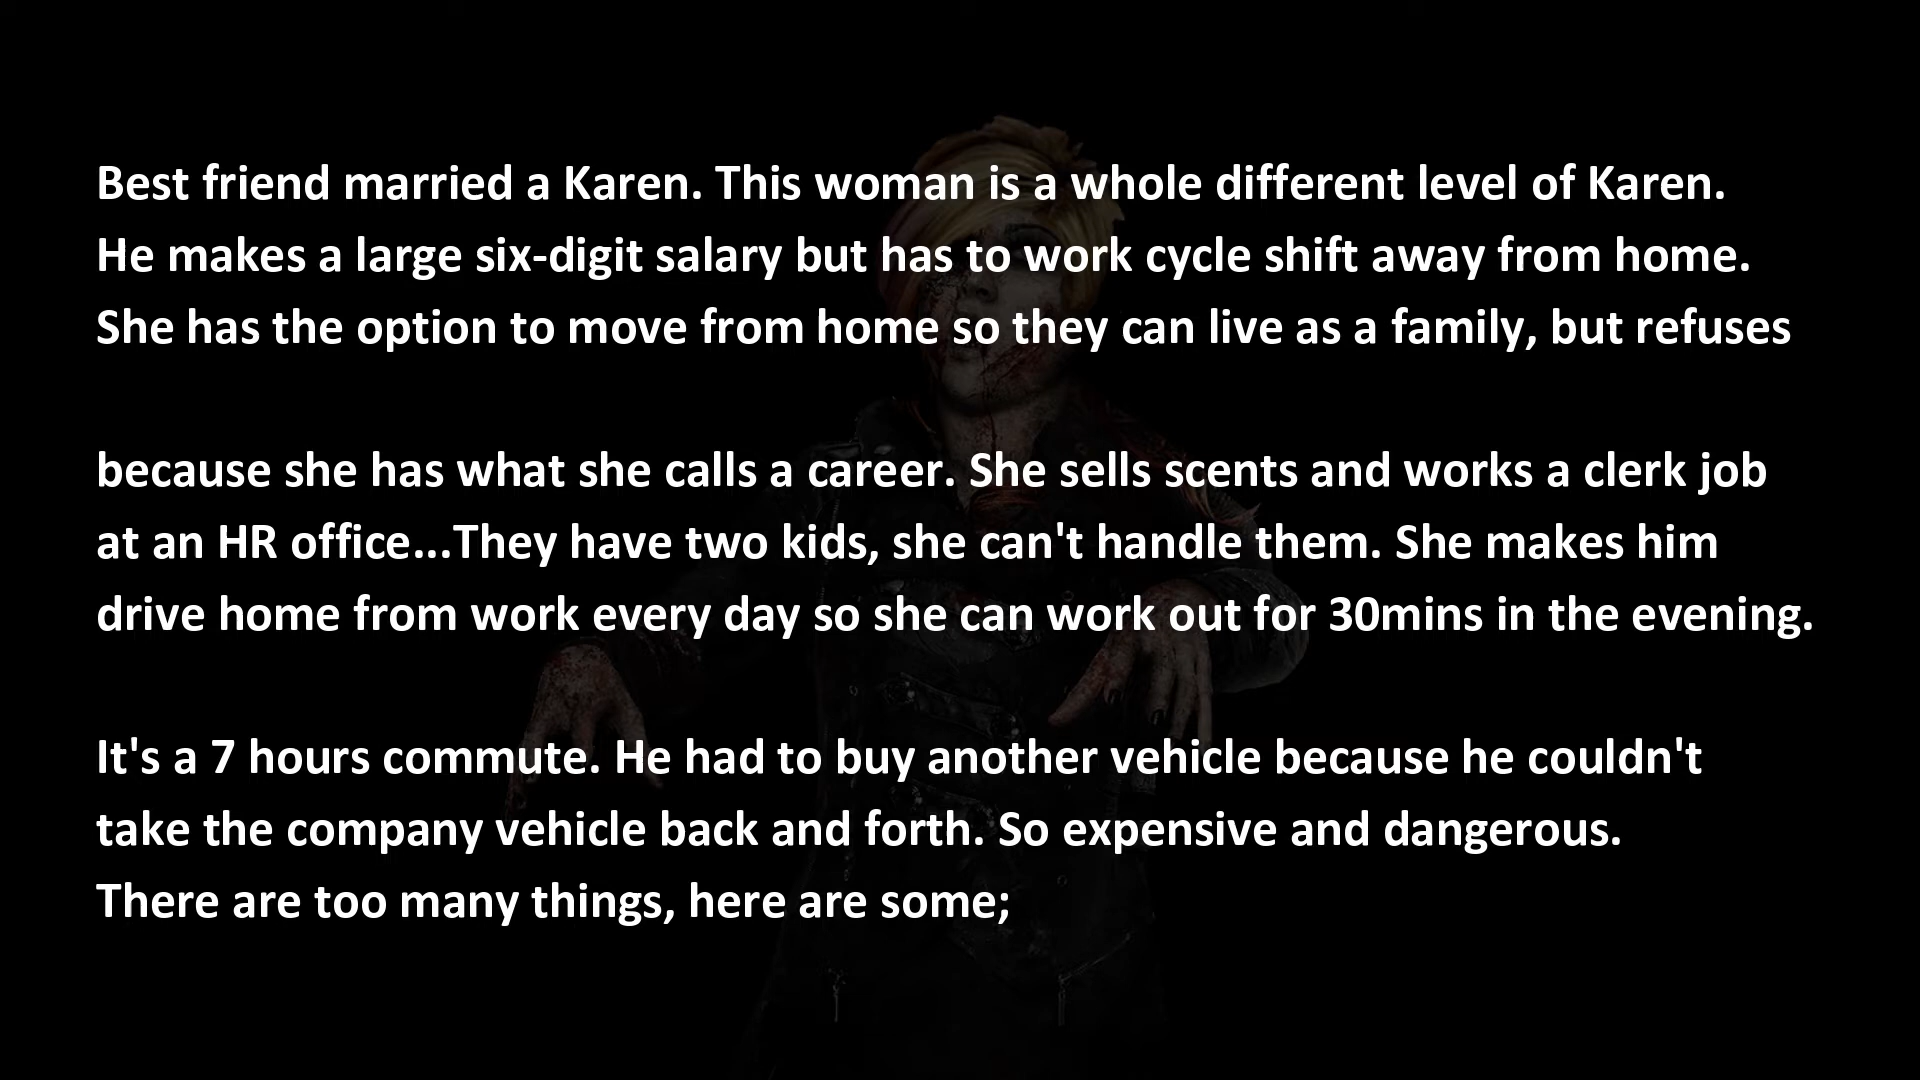 Best friend married a Karen. This woman is a whole different level of Karen.
He makes a large six-digit salary but has to work cycle shift away from home.
She has the option to move from home so they can live as a family, but refuses
because she has what she calls a career. She sells scents and works a clerk job
at an HR office...They have two kids, she can't handle them. She makes him
drive home from work every day so she can work out for 30mins in the evening.
It's a 7 hours commute. He had to buy another vehicle because he couldn't
take the company vehicle back and forth. So expensive and dangerous.
There are too many things, here are some;